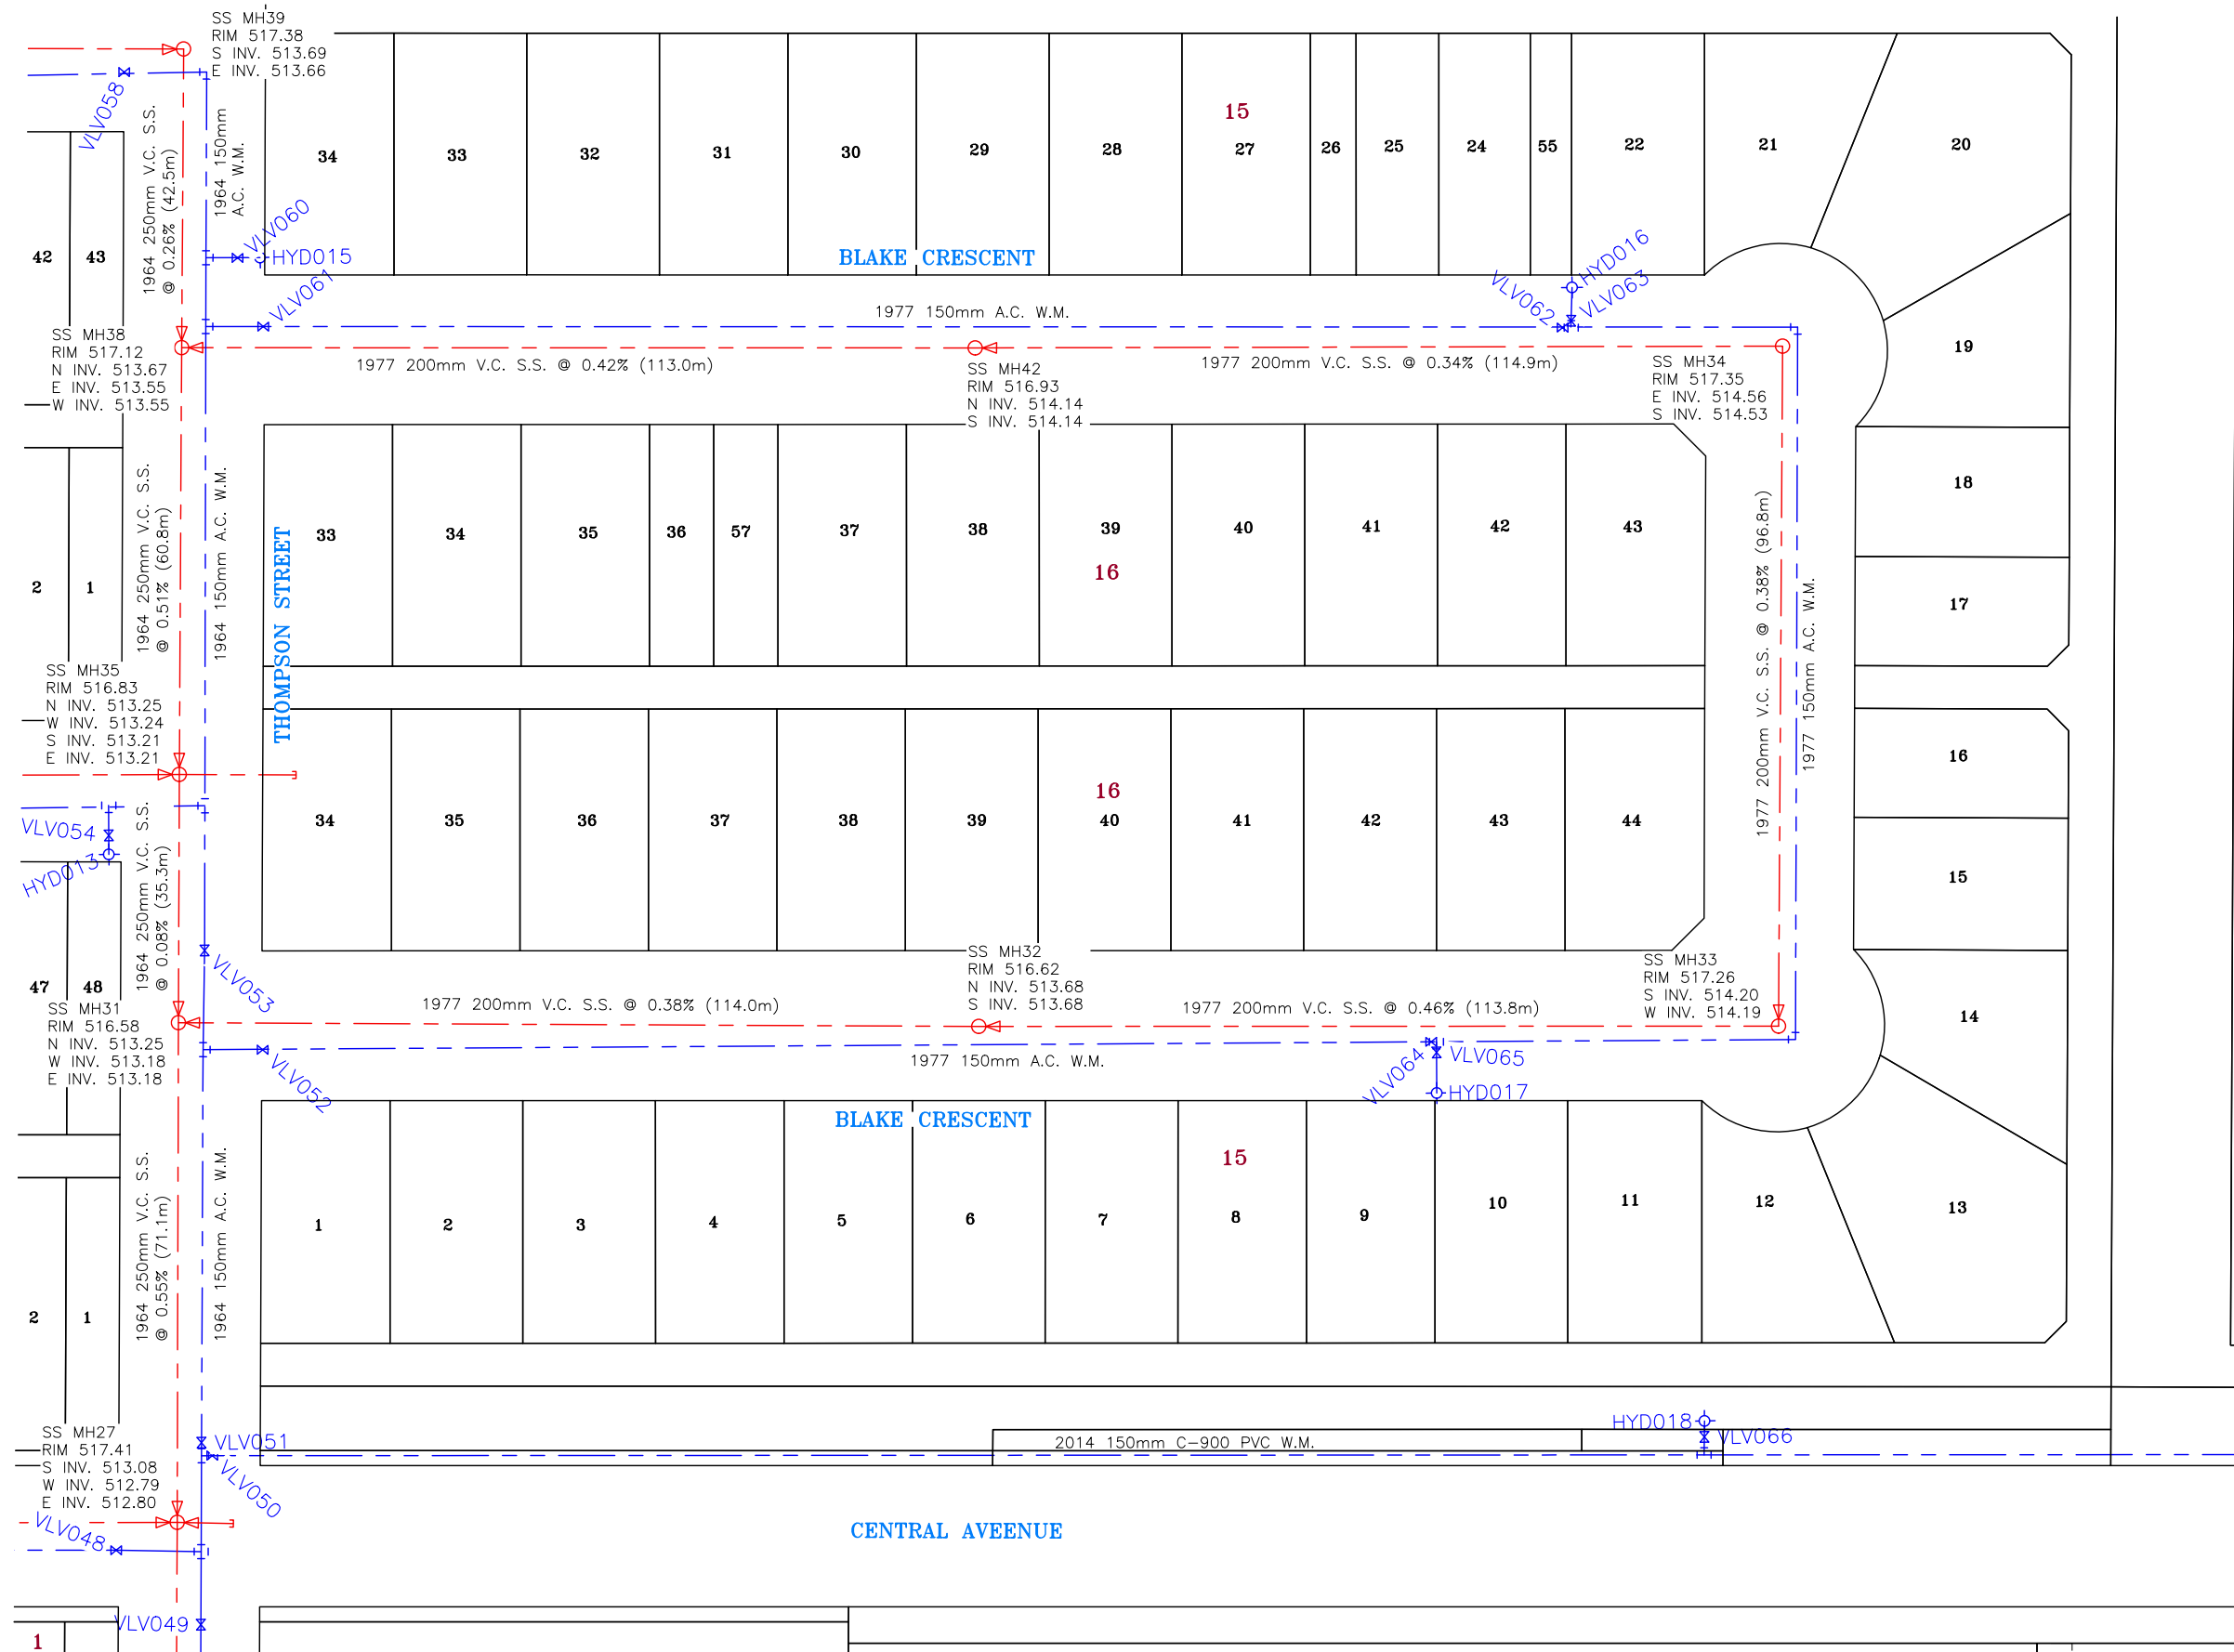 SS MH39
RIM 517.38
S INV. 513.69
E INV. 513.66
VLV058
1964 250mm V.C. S.S.
@ 0.26% (42.5m)
1964 150mm
A.C. W.M.
34
33
32
31
30
29
28
15
27
26
25
24
55
22
21
20
42
43
VLV060
HYD015
VLV061
BLAKE CRESCENT
HYD016
VLV062
VLV063
1977 150mm A.C. W.M.
SS MH38
RIM 517.12
N INV. 513.67
E INV. 513.55
W INV. 513.55
1977 200mm V.C. S.S. @ 0.42% (113.0m)
SS MH42
RIM 516.93
N INV. 514.14
S INV. 514.14
1977 200mm V.C. S.S. @ 0.34% (114.9m)
SS MH34
RIM 517.35
E INV. 514.56
S INV. 514.53
19
18
17
2
1
1964 250mm V.C. S.S.
@ 0.51% (60.8m)
1964 150mm A.C. W.M.
THOMPSON STREET
33
34
35
36
57
37
38
39
16
40
41
42
43
1977 200mm V.C. S.S. @ 0.38% (96.8m)
1977 150mm A.C. W.M.
SS MH35
RIM 516.83
N INV. 513.25
W INV. 513.24
S INV. 513.21
E INV. 513.21
VLV054
HYD013
1964 250mm V.C. S.S.
@ 0.08% (35.3m)
34
35
36
37
38
39
16
40
41
42
43
44
16
15
14
47
48
VLV053
SS MH31
RIM 516.58
N INV. 513.25
W INV. 513.18
E INV. 513.18
1977 200mm V.C. S.S. @ 0.38% (114.0m)
SS MH32
RIM 516.62
N INV. 513.68
S INV. 513.68
1977 200mm V.C. S.S. @ 0.46% (113.8m)
SS MH33
RIM 517.26
S INV. 514.20
W INV. 514.19
VLV052
1977 150mm A.C. W.M.
VLV064
VLV065
HYD017
BLAKE CRESCENT
15
1964 250mm V.C. S.S.
@ 0.55% (71.1m)
1964 150mm A.C. W.M.
1
2
3
4
5
6
7
8
9
10
11
12
13
2
1
SS MH27
RIM 517.41
S INV. 513.08
W INV. 512.79
E INV. 512.80
VLV051
VLV050
2014 150mm C-900 PVC W.M.
HYD018
VLV066
VLV048
CENTRAL AVEENUE
VLV049
1